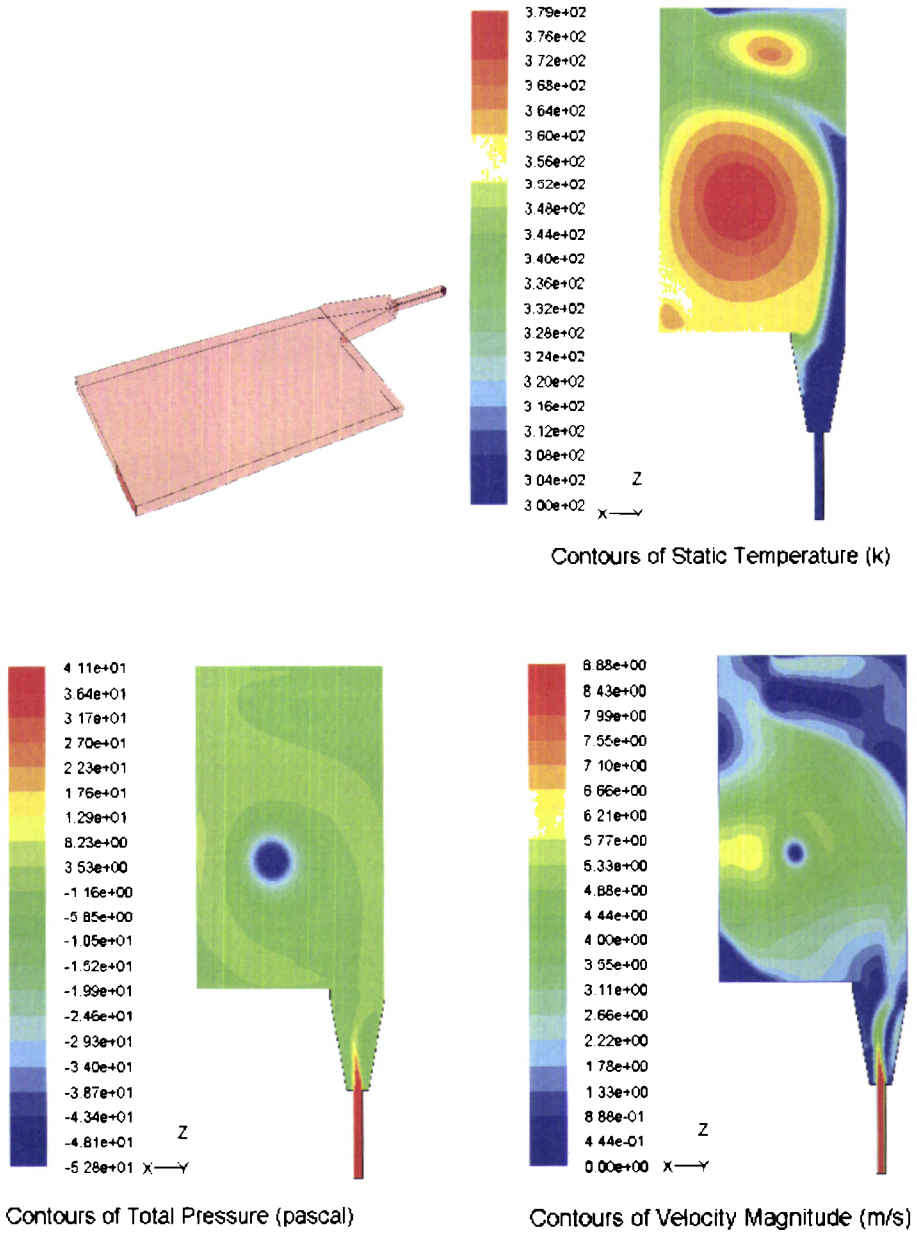 3.79e+02
3.76e+02
3.72e+02
3.68e+02
3.64e+02
3.60e+02
3.56e+02
3.52e+02
3.48e+02
3.44e+02
3.40e+02
3.36e+02
3.32e+02
3.28e+02
3.24e+02
3.20e+02
3.16e+02
3.12e+02
3.08e+02
3.04e+02
3.00e+02
Z
X Y
Contours of Static Temperature (k)
4.11e+01
3.64e+01
3.17e+01
2.70e+01
2.23e+01
1.76e+01
1.29e+01
8.23e+00
3.53e+00
-1.16e+00
-5.85e+00
-1.05e+01
-1.52e+01
-1.99e+01
-2.46e+01
-2.93e+01
-3.40e+01
-3.87e+01
-4.34e+01
-4.81e+01
-5.28e+01
Z
X Y
Contours of Total Pressure (pascal)
8.88e+00
8.43e+00
7.99e+00
7.55e+00
7.10e+00
6.66e+00
6.21e+00
5.77e+00
5.33e+00
4.88e+00
4.44e+00
4.00e+00
3.55e+00
3.11e+00
2.66e+00
2.22e+00
1.78e+00
1.33e+00
8.88e-01
4.44e-01
0.00e+00
Z
X Y
Contours of Velocity Magnitude (m/s)